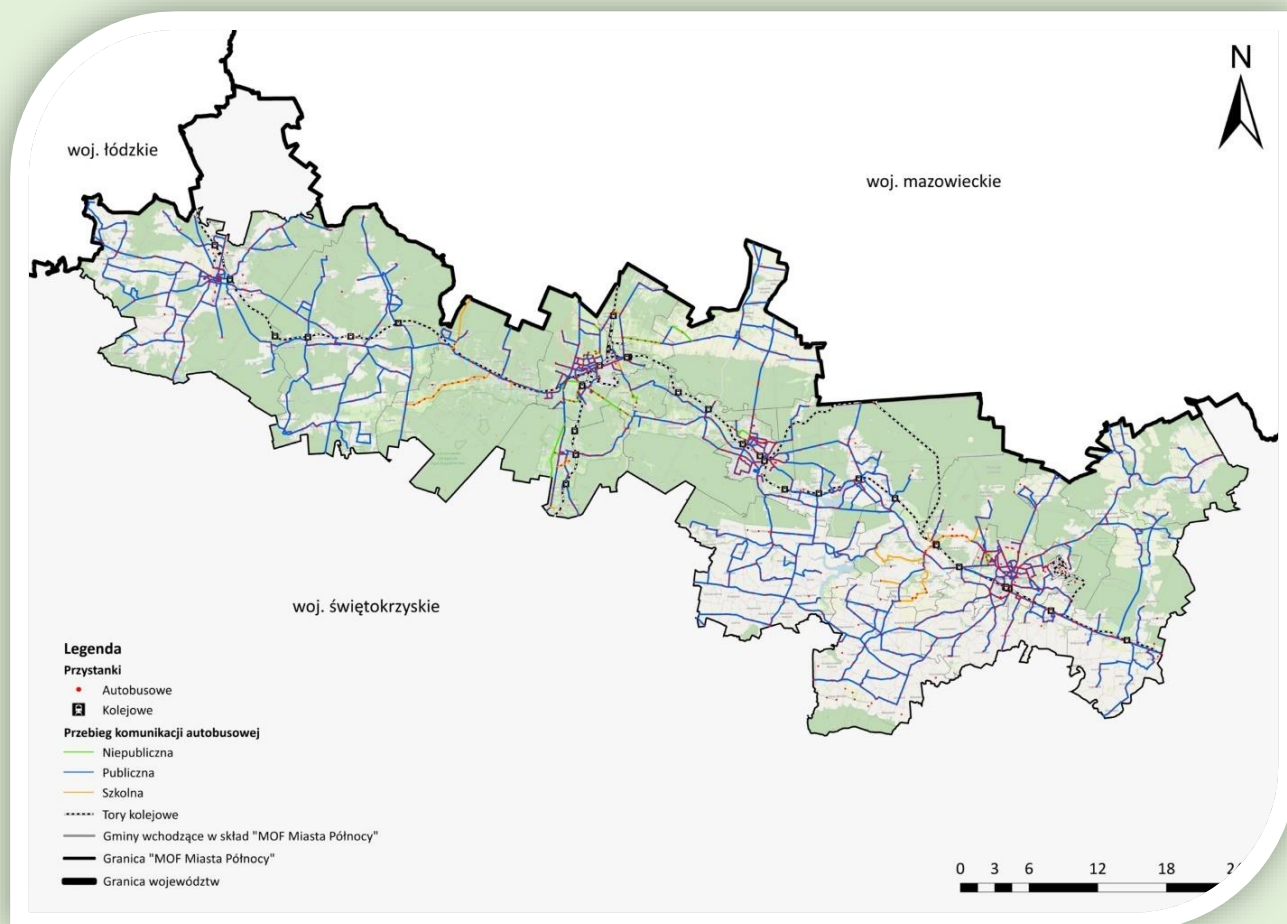 N
woj. łódzkie
woj. mazowieckie
woj. świętokrzyskie
Legenda
Przystanki
Autobusowe
Kolejowe
Przebieg komunikacji autobusowej
Niepubliczna
Publiczna
Szkolna
Tory kolejowe
Gminy wchodzące w skład "MOF Miasta Północy"
Granica "MOF Miasta Północy"
Granica województw
0 3 6 12 18